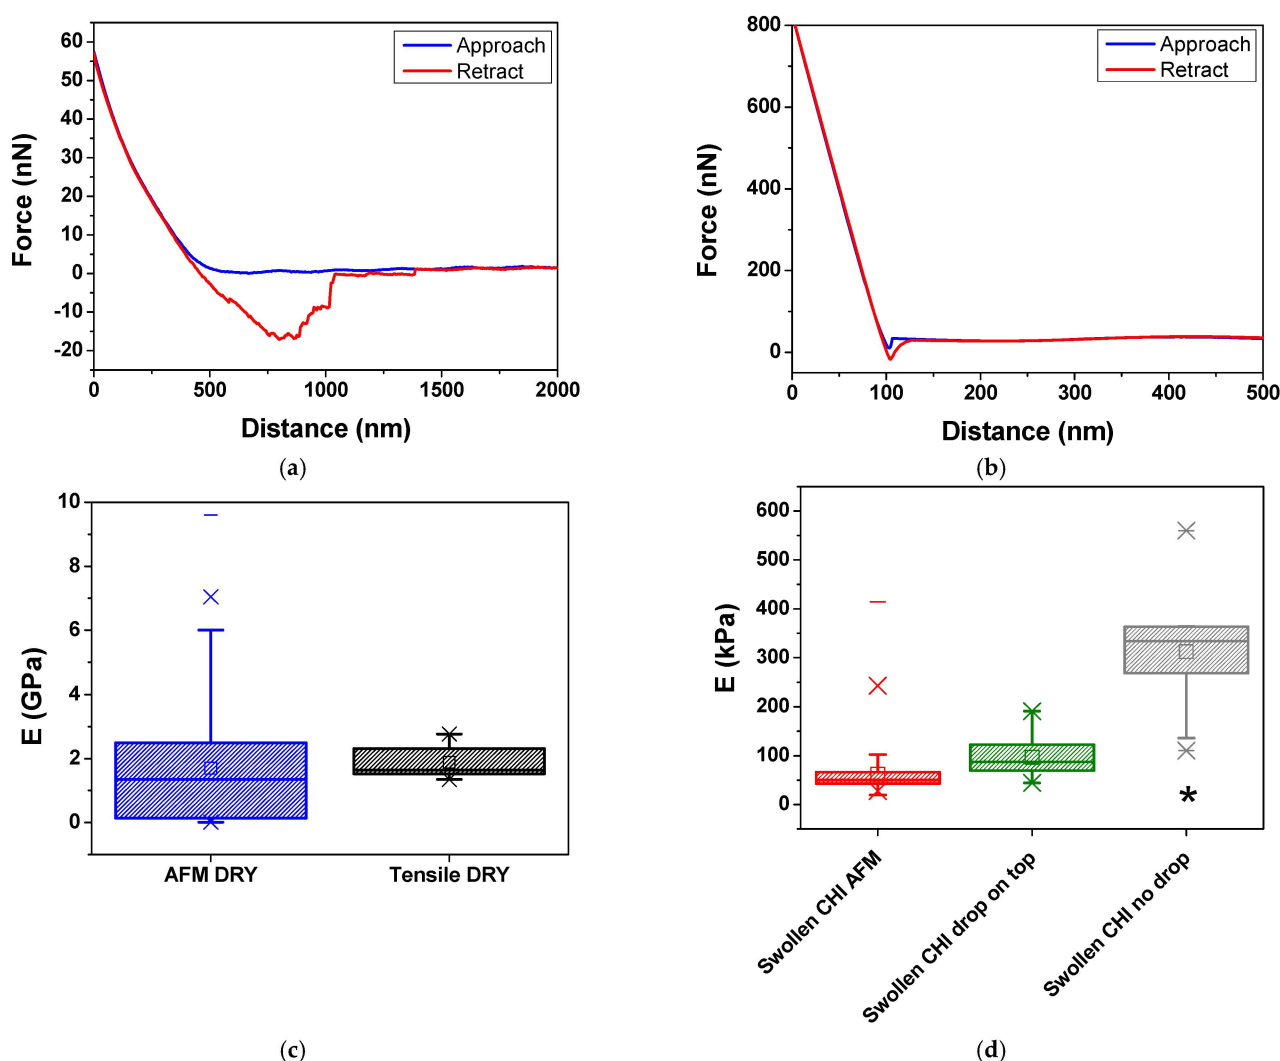 60
50
40
30
20
10
0
-10
-20
Force (nN)
Approach
Retract
0
500
1000
1500
2000
Distance (nm)
(a)
800
600
400
200
0
Force (nN)
Approach
Retract
0
100
200
300
400
500
Distance (nm)
(b)
10
8
6
4
2
0
E (GPa)
AFM DRY
Tensile DRY
(c)
600
500
400
300
200
100
0
E (kPa)
*
Swollen CHI AFM
Swollen CHI drop on top
Swollen CHI no drop
(d)